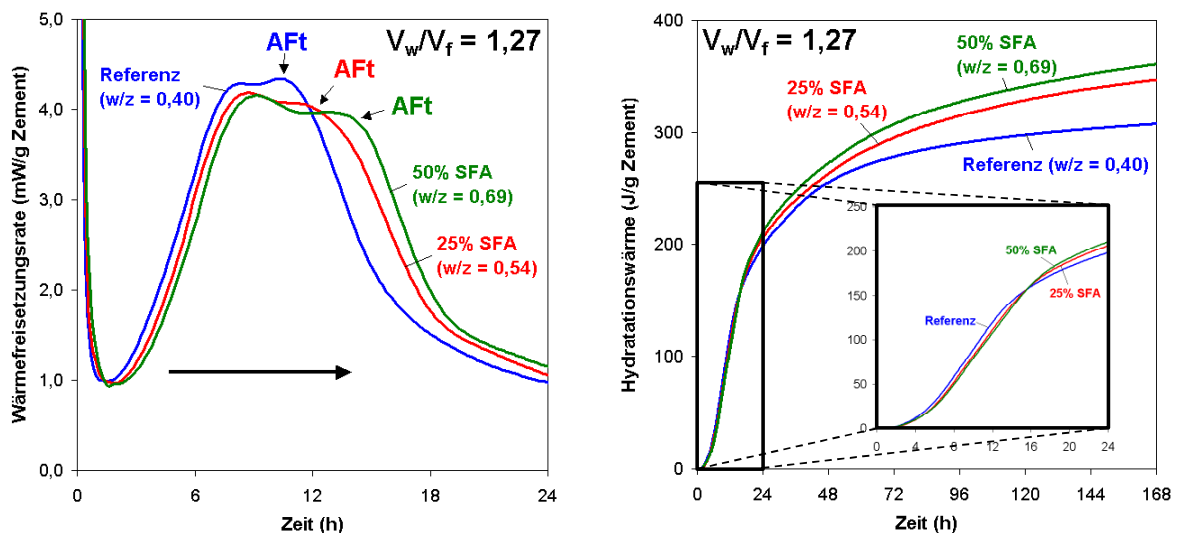 V_w/V_f = 1,27
AFt
AFt
AFt
Referenz
(w/z = 0,40)
50% SFA
(w/z = 0,69)
25% SFA
(w/z = 0,54)
Wärmefreisetzungsrate (mW/g Zement)
5,0
4,0
3,0
2,0
1,0
0,0
0 6 12 18 24
Zeit (h)
V_w/V_f = 1,27
50% SFA
(w/z = 0,69)
25% SFA
(w/z = 0,54)
Referenz (w/z = 0,40)
Hydratationswärme (J/g Zement)
400
300
200
100
0
0 24 48 72 96 120 144 168
Zeit (h)
250
200
150
100
50
0
0 4 8 12 16 20 24
50% SFA
25% SFA
Referenz